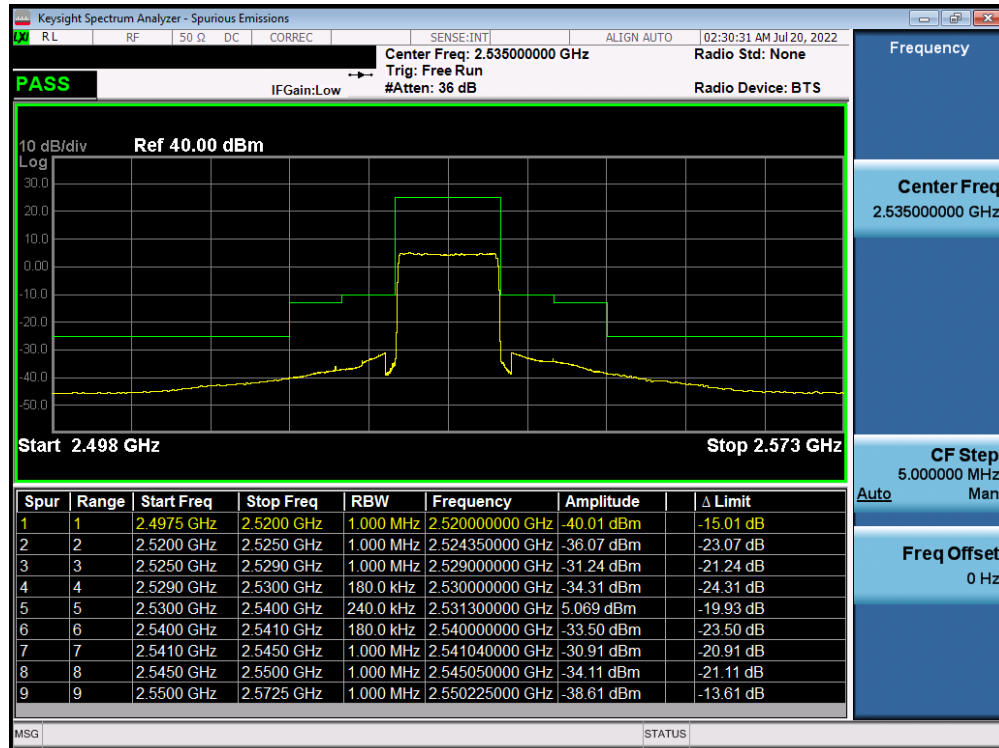 Keysight Spectrum Analyzer - Spurious Emissions
LXI RL RF 50 Ω DC CORREC SENSE:INT ALIGN AUTO 02:30:31 AM Jul 20, 2022
Center Freq: 2.535000000 GHz Radio Std: None
Trig: Free Run
PASS IFGain:Low #Atten: 36 dB Radio Device: BTS
10 dB/div Ref 40.00 dBm
Log
30.0
20.0
10.0
0.00
-10.0
-20.0
-30.0
-40.0
-50.0
Start 2.498 GHz Stop 2.573 GHz
Spur Range Start Freq Stop Freq RBW Frequency Amplitude Δ Limit
1 1 2.4975 GHz 2.5200 GHz 1.000 MHz 2.520000000 GHz -40.01 dBm -15.01 dB
2 2 2.5200 GHz 2.5250 GHz 1.000 MHz 2.524350000 GHz -36.07 dBm -23.07 dB
3 3 2.5250 GHz 2.5290 GHz 1.000 MHz 2.529000000 GHz -31.24 dBm -21.24 dB
4 4 2.5290 GHz 2.5300 GHz 180.0 kHz 2.530000000 GHz -34.31 dBm -24.31 dB
5 5 2.5300 GHz 2.5400 GHz 240.0 kHz 2.531300000 GHz 5.069 dBm -19.93 dB
6 6 2.5400 GHz 2.5410 GHz 180.0 kHz 2.540000000 GHz -33.50 dBm -23.50 dB
7 7 2.5410 GHz 2.5450 GHz 1.000 MHz 2.541040000 GHz -30.91 dBm -20.91 dB
8 8 2.5450 GHz 2.5500 GHz 1.000 MHz 2.545050000 GHz -34.11 dBm -21.11 dB
9 9 2.5500 GHz 2.5725 GHz 1.000 MHz 2.550225000 GHz -38.61 dBm -13.61 dB
MSG STATUS
Frequency
Center Freq
2.535000000 GHz
CF Step
5.000000 MHz
Auto Man
Freq Offset
0 Hz